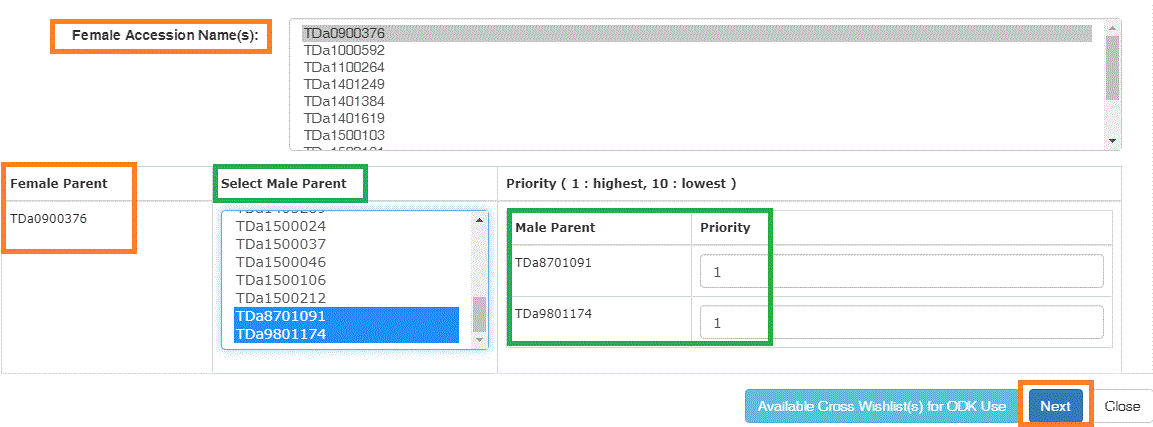 Female Accession Name(s):
TDa0900376
TDa1000592
TDa1100264
TDa1401249
TDa1401384
TDa1401619
TDa1500103
Female Parent
Select Male Parent
Priority ( 1 : highest, 10 : lowest )
TDa0900376
TDa1500024
TDa1500037
TDa1500046
TDa1500106
TDa1500212
TDa8701091
TDa9801174
Male Parent
Priority
TDa8701091
1
TDa9801174
1
Available Cross Wishlist(s) for ODK Use
Next
Close